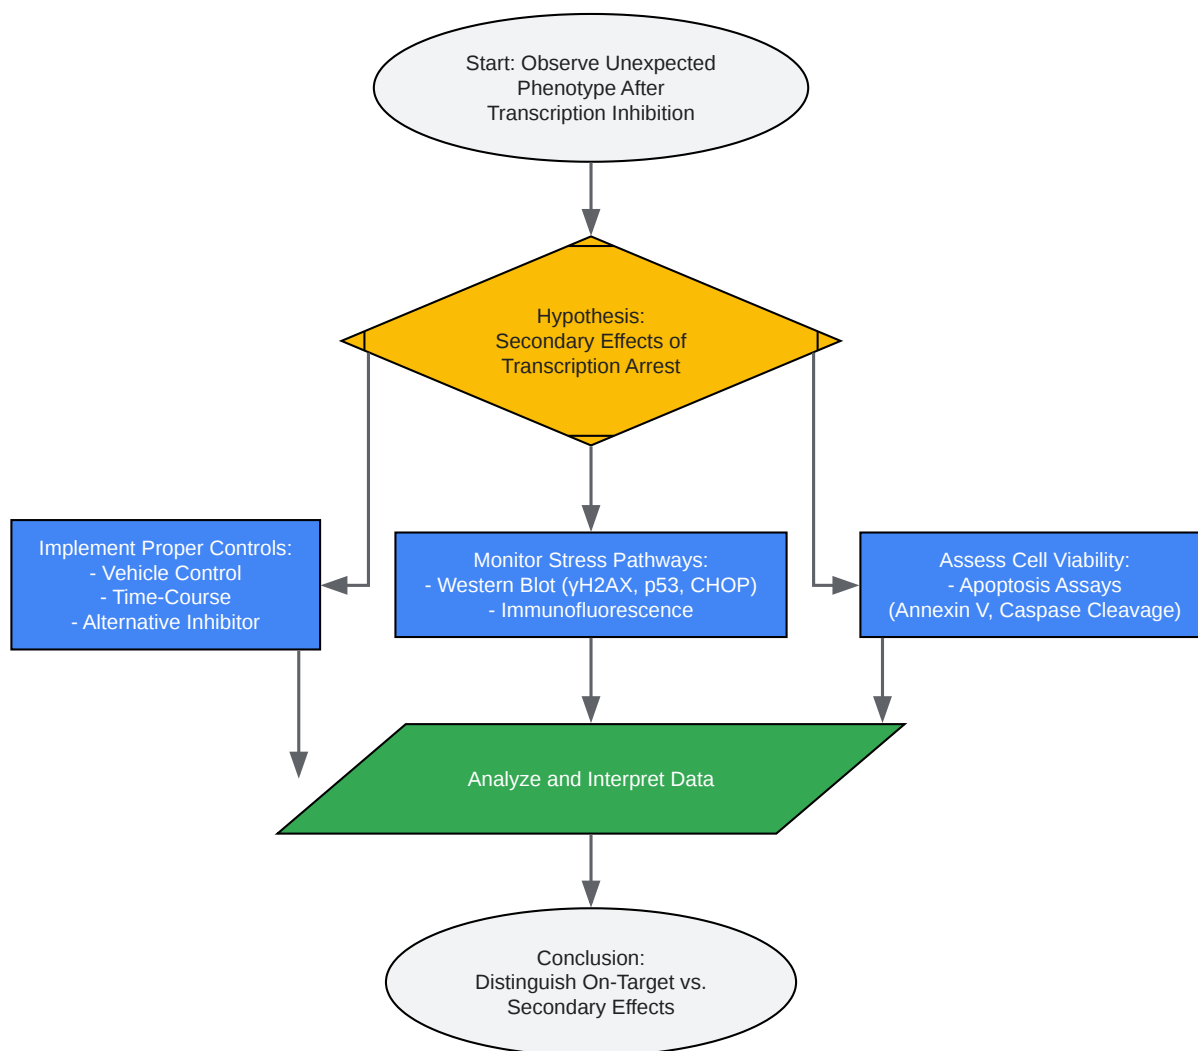 Start: Observe Unexpected
Phenotype After
Transcription Inhibition
Hypothesis:
Secondary Effects of
Transcription Arrest
Implement Proper Controls:
- Vehicle Control
- Time-Course
- Alternative Inhibitor
Monitor Stress Pathways:
- Western Blot (γH2AX, p53, CHOP)
- Immunofluorescence
Assess Cell Viability:
- Apoptosis Assays
(Annexin V, Caspase Cleavage)
Analyze and Interpret Data
Conclusion:
Distinguish On-Target vs.
Secondary Effects